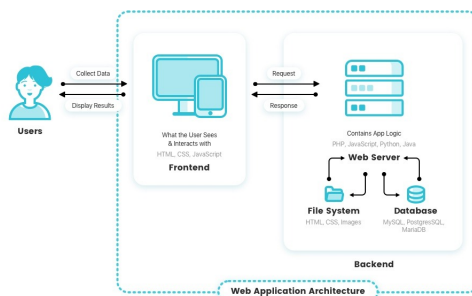 Collect Data
Display Results
Users
What the User Sees
& Interacts with
HTML, CSS, JavaScript
Frontend
Request
Response
Contains App Logic
PHP, JavaScript, Python, Java
Web Server
File System
HTML, CSS, Images
Database
MySQL, PostgresSQL,
MariaDB
Backend
Web Application Architecture